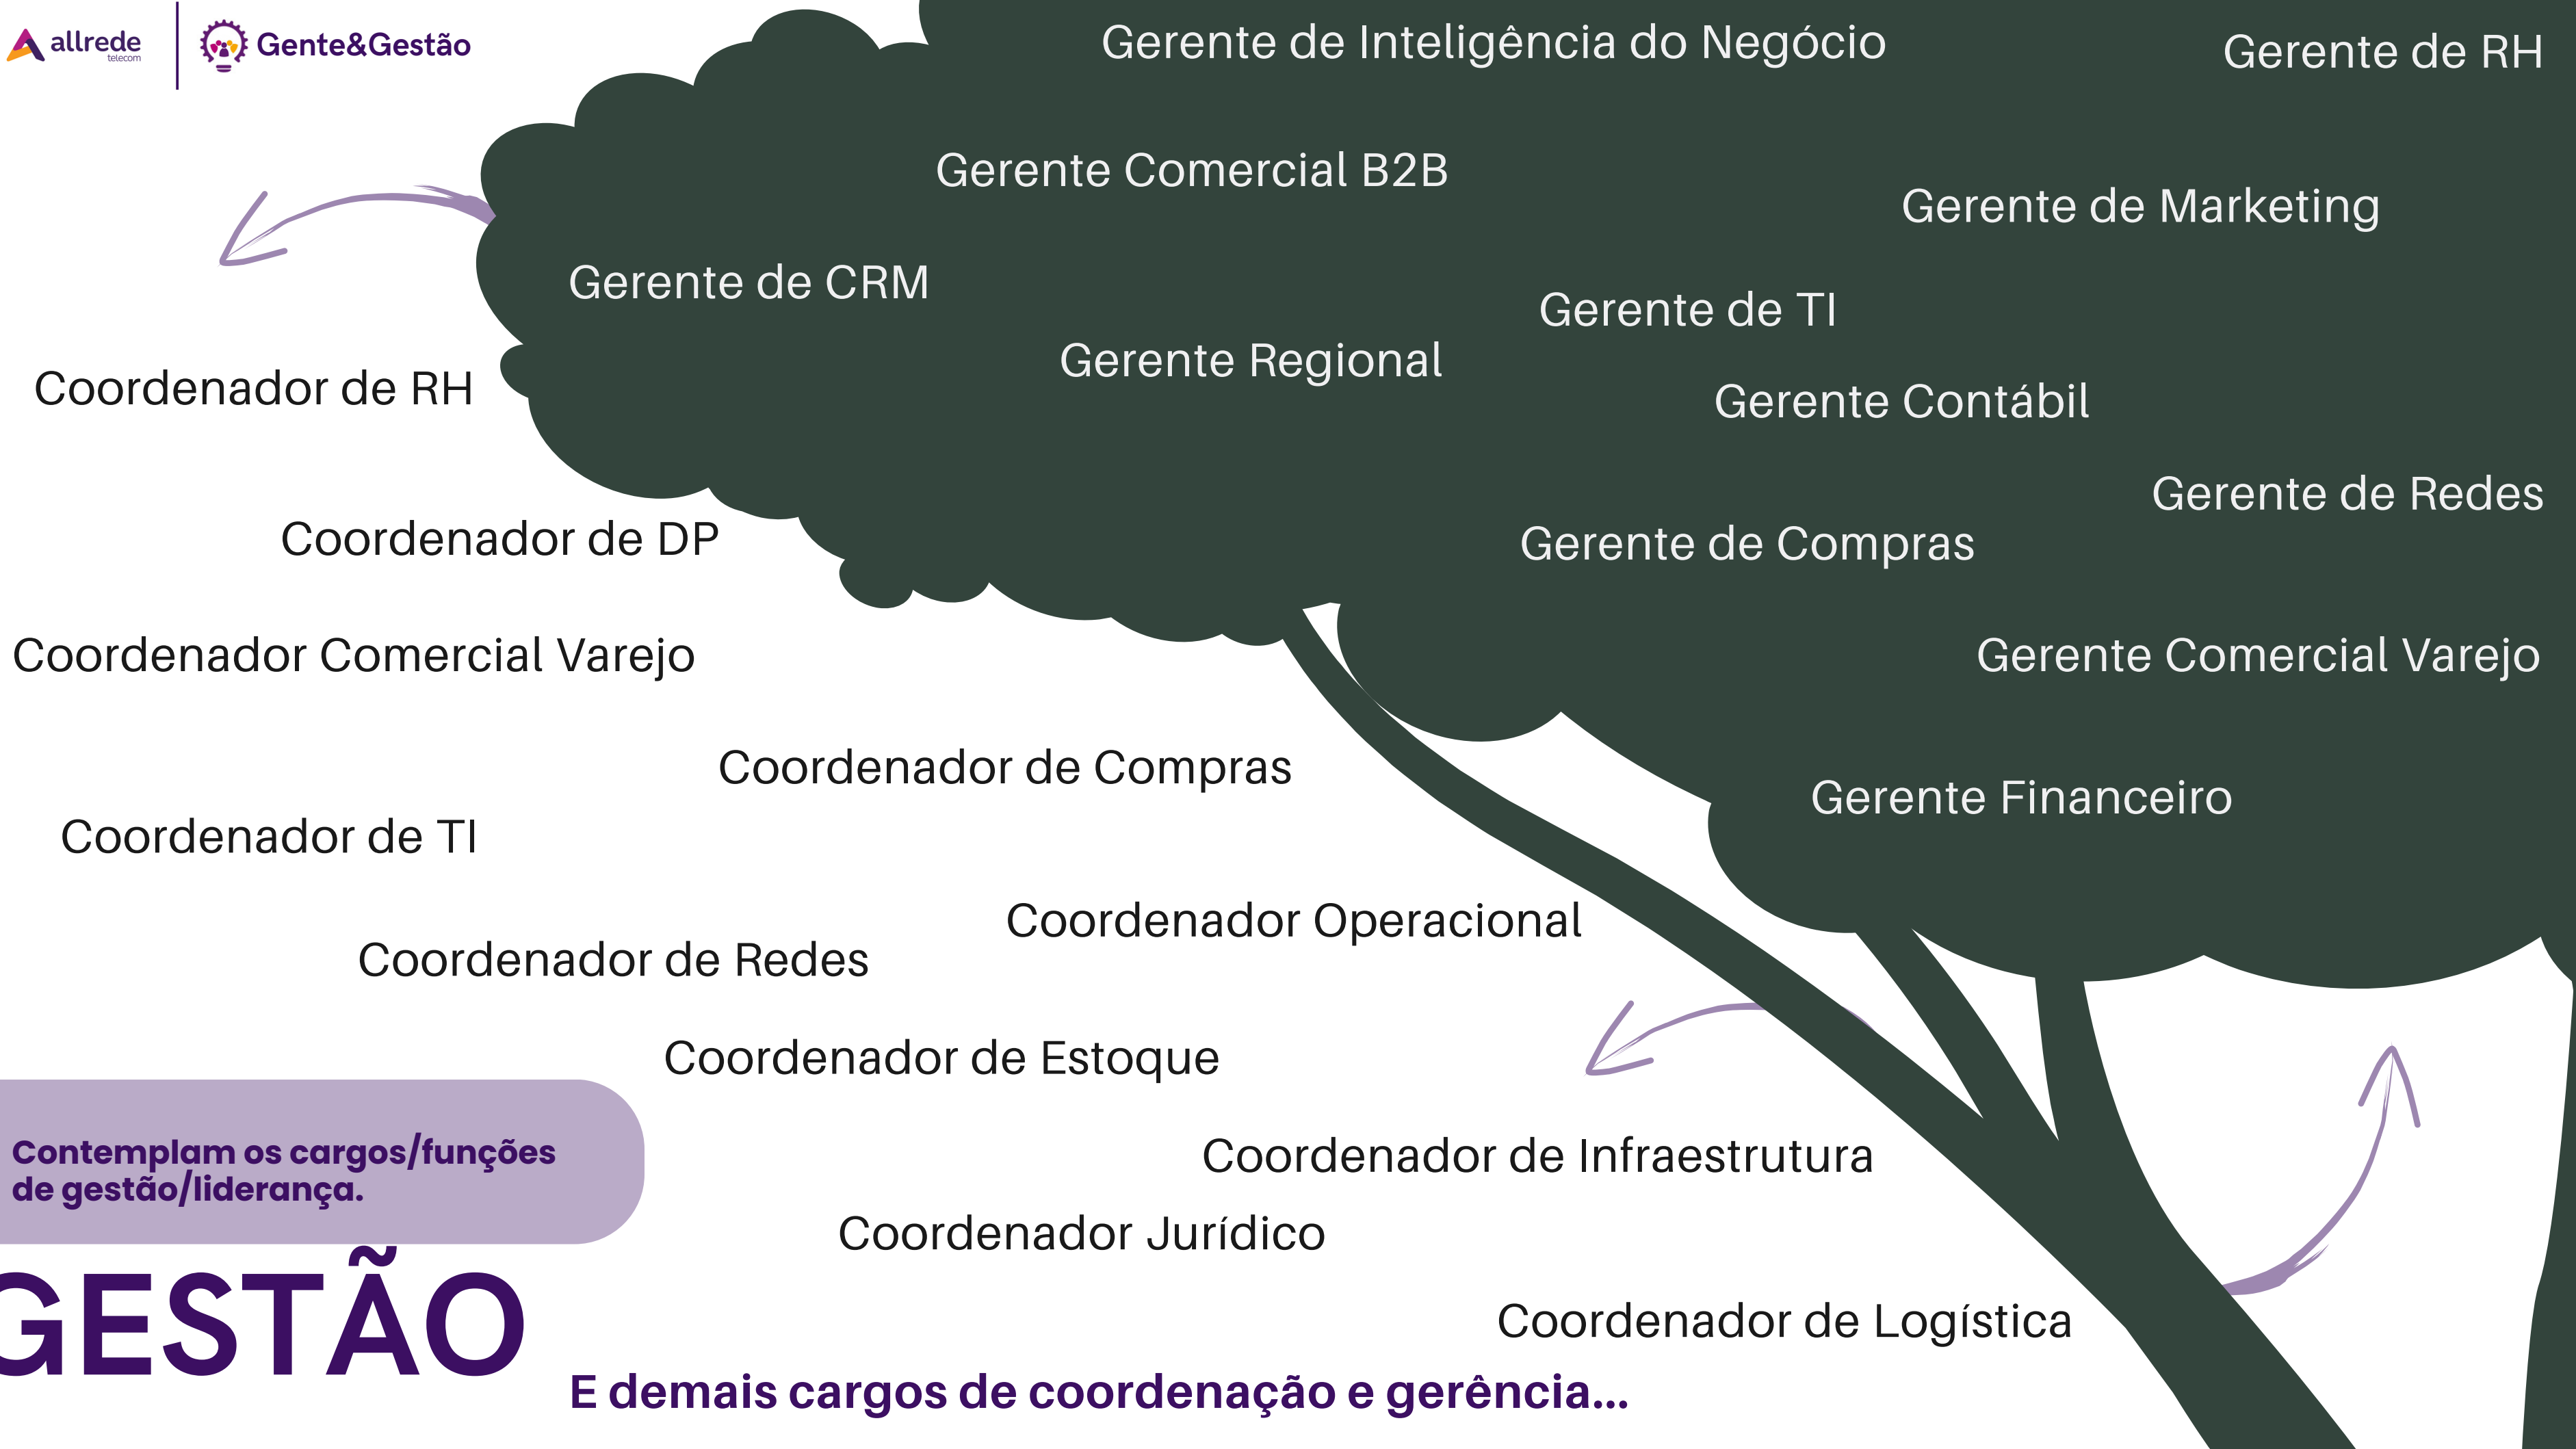 allrede
telecom
Gente&Gestão
Gerente de Inteligência do Negócio
Gerente de RH
Gerente Comercial B2B
Gerente de Marketing
Gerente de CRM
Gerente de TI
Gerente Regional
Gerente Contábil
Coordenador de RH
Gerente de Redes
Coordenador de DP
Gerente de Compras
Coordenador Comercial Varejo
Gerente Comercial Varejo
Coordenador de Compras
Gerente Financeiro
Coordenador de TI
Coordenador Operacional
Coordenador de Redes
Coordenador de Estoque
Contemplam os cargos/funções
de gestão/liderança.
Coordenador de Infraestrutura
Coordenador Jurídico
GESTÃO
Coordenador de Logística
E demais cargos de coordenação e gerência...